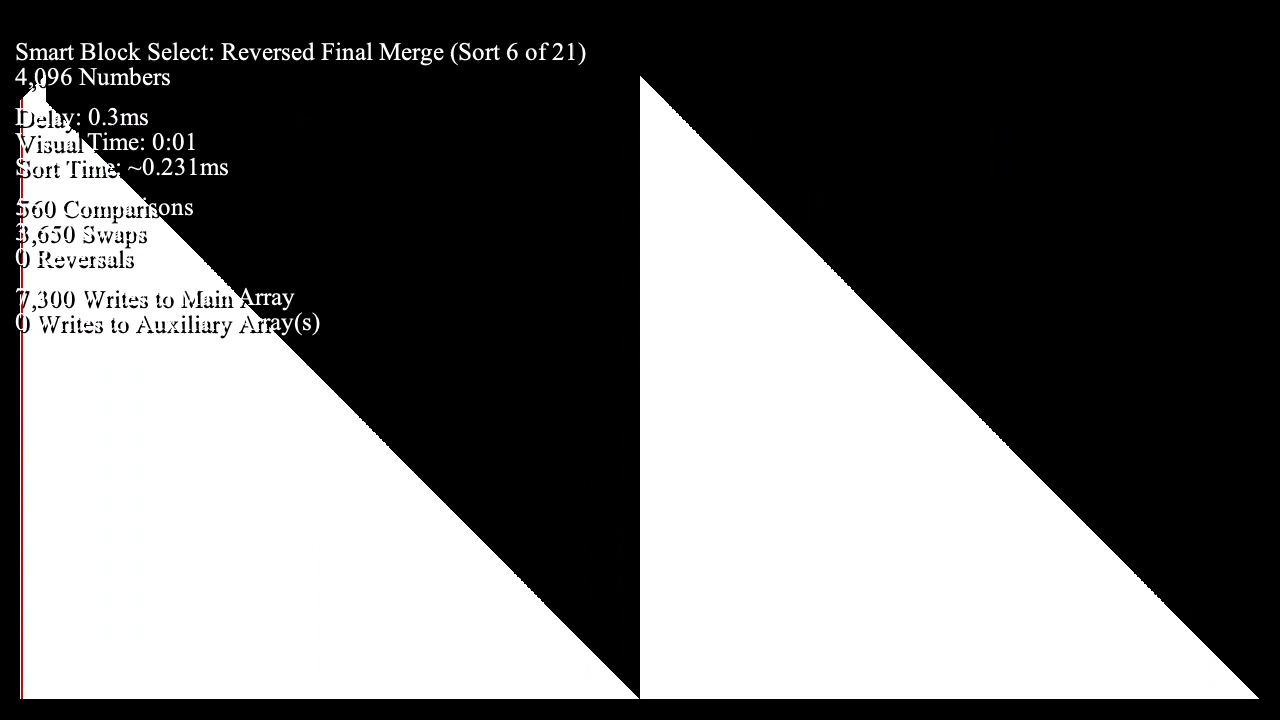 Smart Block Select: Reversed Final Merge (Sort 6 of 21)
4,096 Numbers
Delay: 0.3ms
Visual Time: 0:01
Sort Time: ~0.231ms
560 Comparisons
3,650 Swaps
0 Reversals
7,300 Writes to Main Array
0 Writes to Auxiliary Array(s)